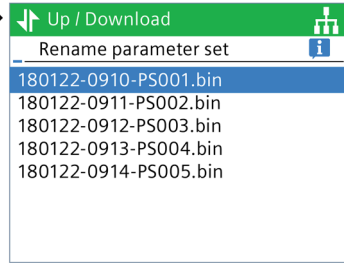 Up / Download
Rename parameter set
180122-0910-PS001.bin
180122-0911-PS002.bin
180122-0912-PS003.bin
180122-0913-PS004.bin
180122-0914-PS005.bin